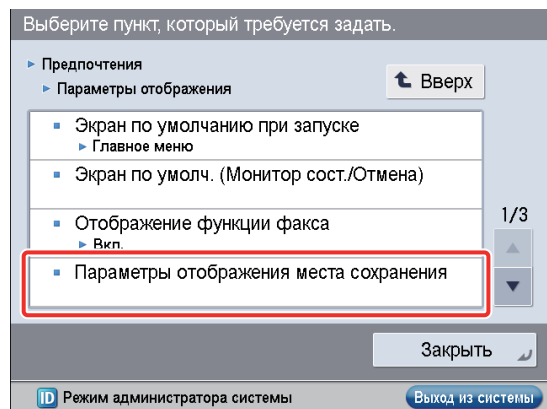 Выберите пункт, который требуется задать.
Предпочтения
Параметры отображения
Вверх
Экран по умолчанию при запуске
Главное меню
Экран по умолч. (Монитор сост./Отмена)
Отображение функции факса
Вкл.
1/3
Параметры отображения места сохранения
Закрыть
ID Режим администратора системы
Выход из системы